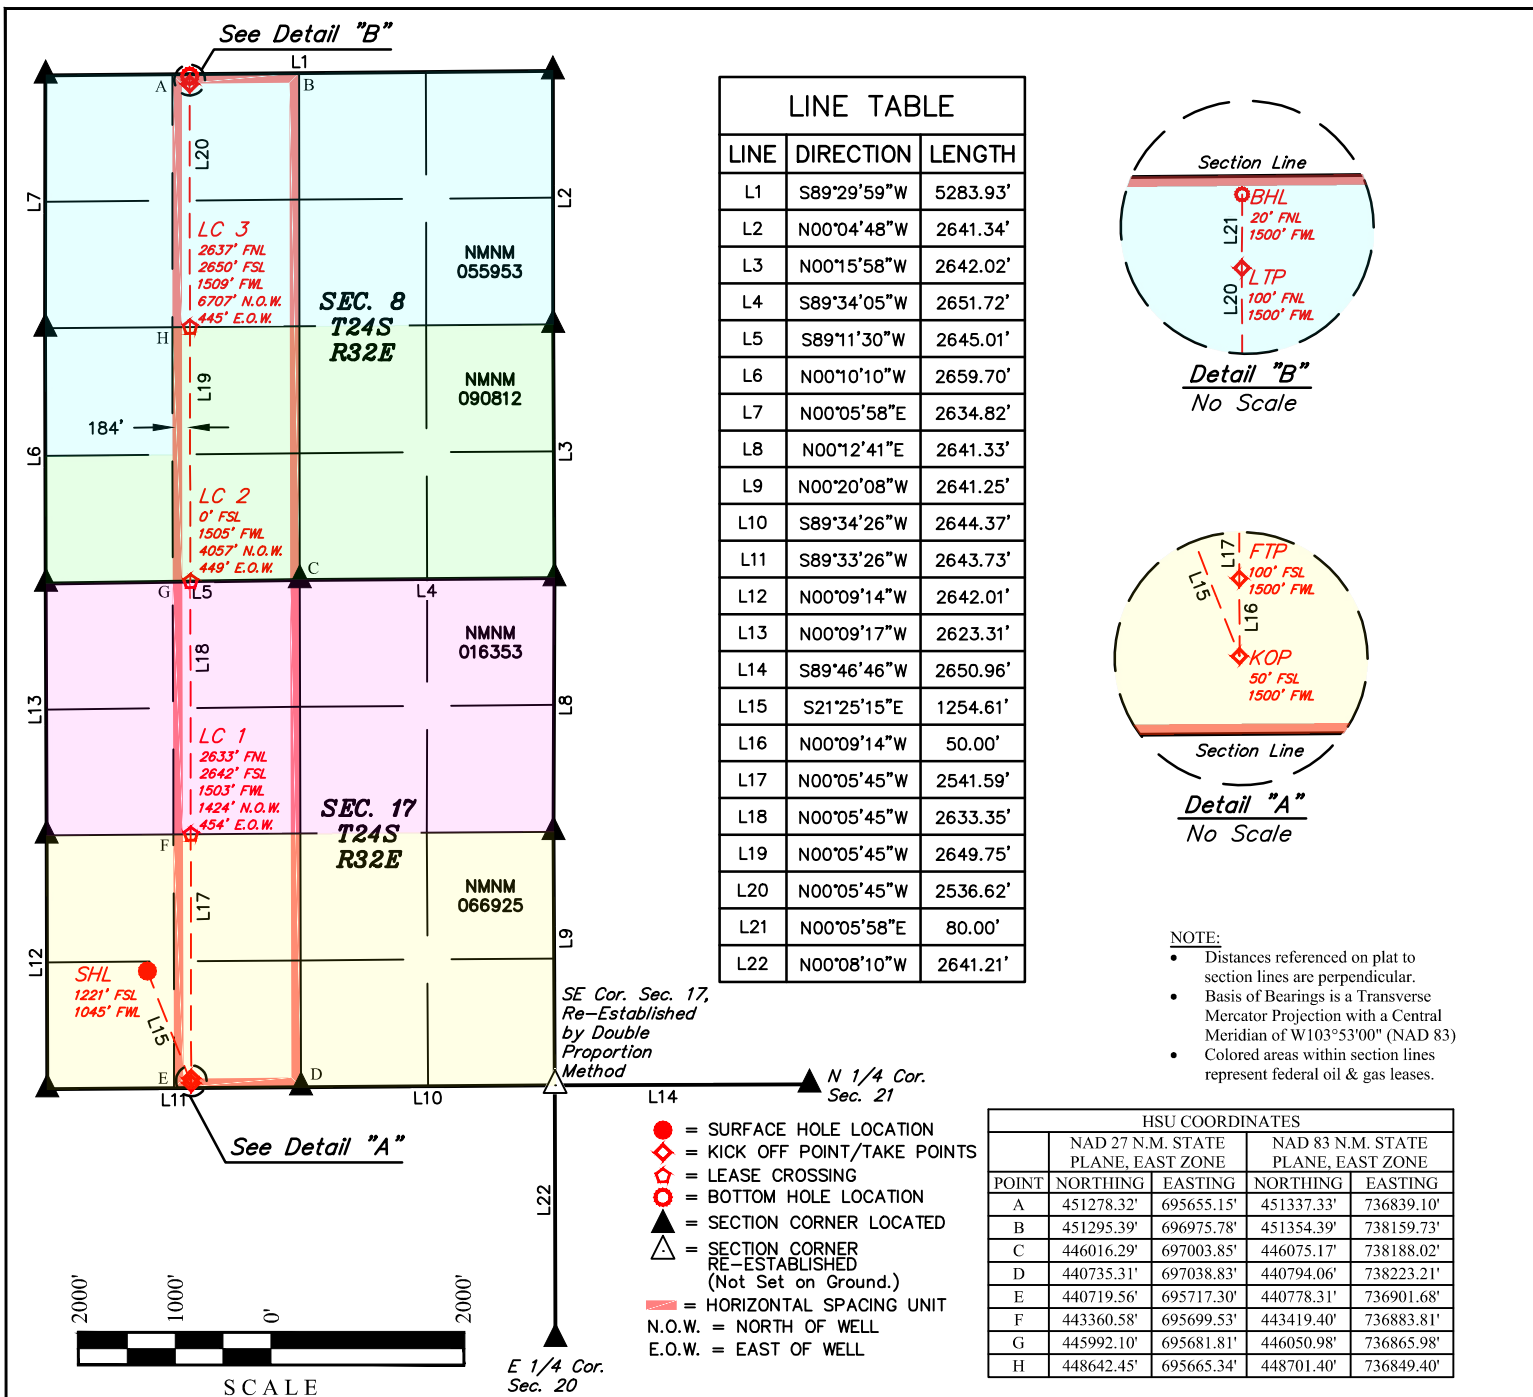 See Detail "B"
L1
A
B
L20
L7
L2
LC 3
2637' FNL
2650' FSL
1509' FWL
6707' N.O.W.
445' E.O.W.
NMNM
055953
SEC. 8
T24S
R32E
H
L19
NMNM
090812
184'
L6
L3
LC 2
0' FSL
1505' FWL
4057' N.O.W.
449' E.O.W.
C
G
L5
L4
L18
NMNM
016353
L13
L8
LC 1
2633' FNL
2642' FSL
1503' FWL
1424' N.O.W.
454' E.O.W.
SEC. 17
T24S
R32E
F
L17
NMNM
066925
L12
L9
SHL
1221' FSL
1045' FWL
L15
E
D
L11
L10
SE Cor. Sec. 17,
Re-Established
by Double
Proportion
Method
L14
N 1/4 Cor.
Sec. 21
See Detail "A"
L22
E 1/4 Cor.
Sec. 20
LINE TABLE
LINE DIRECTION LENGTH
L1 S89°29'59"W 5283.93'
L2 N00°04'48"W 2641.34'
L3 N00°15'58"W 2642.02'
L4 S89°34'05"W 2651.72'
L5 S89°11'30"W 2645.01'
L6 N00°10'10"W 2659.70'
L7 N00°05'58"E 2634.82'
L8 N00°12'41"E 2641.33'
L9 N00°20'08"W 2641.25'
L10 S89°34'26"W 2644.37'
L11 S89°33'26"W 2643.73'
L12 N00°09'14"W 2642.01'
L13 N00°09'17"W 2623.31'
L14 S89°46'46"W 2650.96'
L15 S21°25'15"E 1254.61'
L16 N00°09'14"W 50.00'
L17 N00°05'45"W 2541.59'
L18 N00°05'45"W 2633.35'
L19 N00°05'45"W 2649.75'
L20 N00°05'45"W 2536.62'
L21 N00°05'58"E 80.00'
L22 N00°08'10"W 2641.21'
Section Line
BHL
20' FNL
1500' FWL
L21
LTP
100' FNL
1500' FWL
L20
Detail "B"
No Scale
L17
FTP
100' FSL
1500' FWL
L15
L16
KOP
50' FSL
1500' FWL
Section Line
Detail "A"
No Scale
NOTE:
• Distances referenced on plat to
section lines are perpendicular.
• Basis of Bearings is a Transverse
Mercator Projection with a Central
Meridian of W103°53'00" (NAD 83)
• Colored areas within section lines
represent federal oil & gas leases.
= SURFACE HOLE LOCATION
= KICK OFF POINT/TAKE POINTS
= LEASE CROSSING
= BOTTOM HOLE LOCATION
= SECTION CORNER LOCATED
= SECTION CORNER
RE-ESTABLISHED
(Not Set on Ground.)
= HORIZONTAL SPACING UNIT
N.O.W. = NORTH OF WELL
E.O.W. = EAST OF WELL
2000' 1000' 0' 2000'
SCALE
HSU COORDINATES
NAD 27 N.M. STATE NAD 83 N.M. STATE
PLANE, EAST ZONE PLANE, EAST ZONE
POINT NORTHING EASTING NORTHING EASTING
A 451278.32' 695655.15' 451337.33' 736839.10'
B 451295.39' 696975.78' 451354.39' 738159.73'
C 446016.29' 697003.85' 446075.17' 738188.02'
D 440735.31' 697038.83' 440794.06' 738223.21'
E 440719.56' 695717.30' 440778.31' 736901.68'
F 443360.58' 695699.53' 443419.40' 736883.81'
G 445992.10' 695681.81' 446050.98' 736865.98'
H 448642.45' 695665.34' 448701.40' 736849.40'